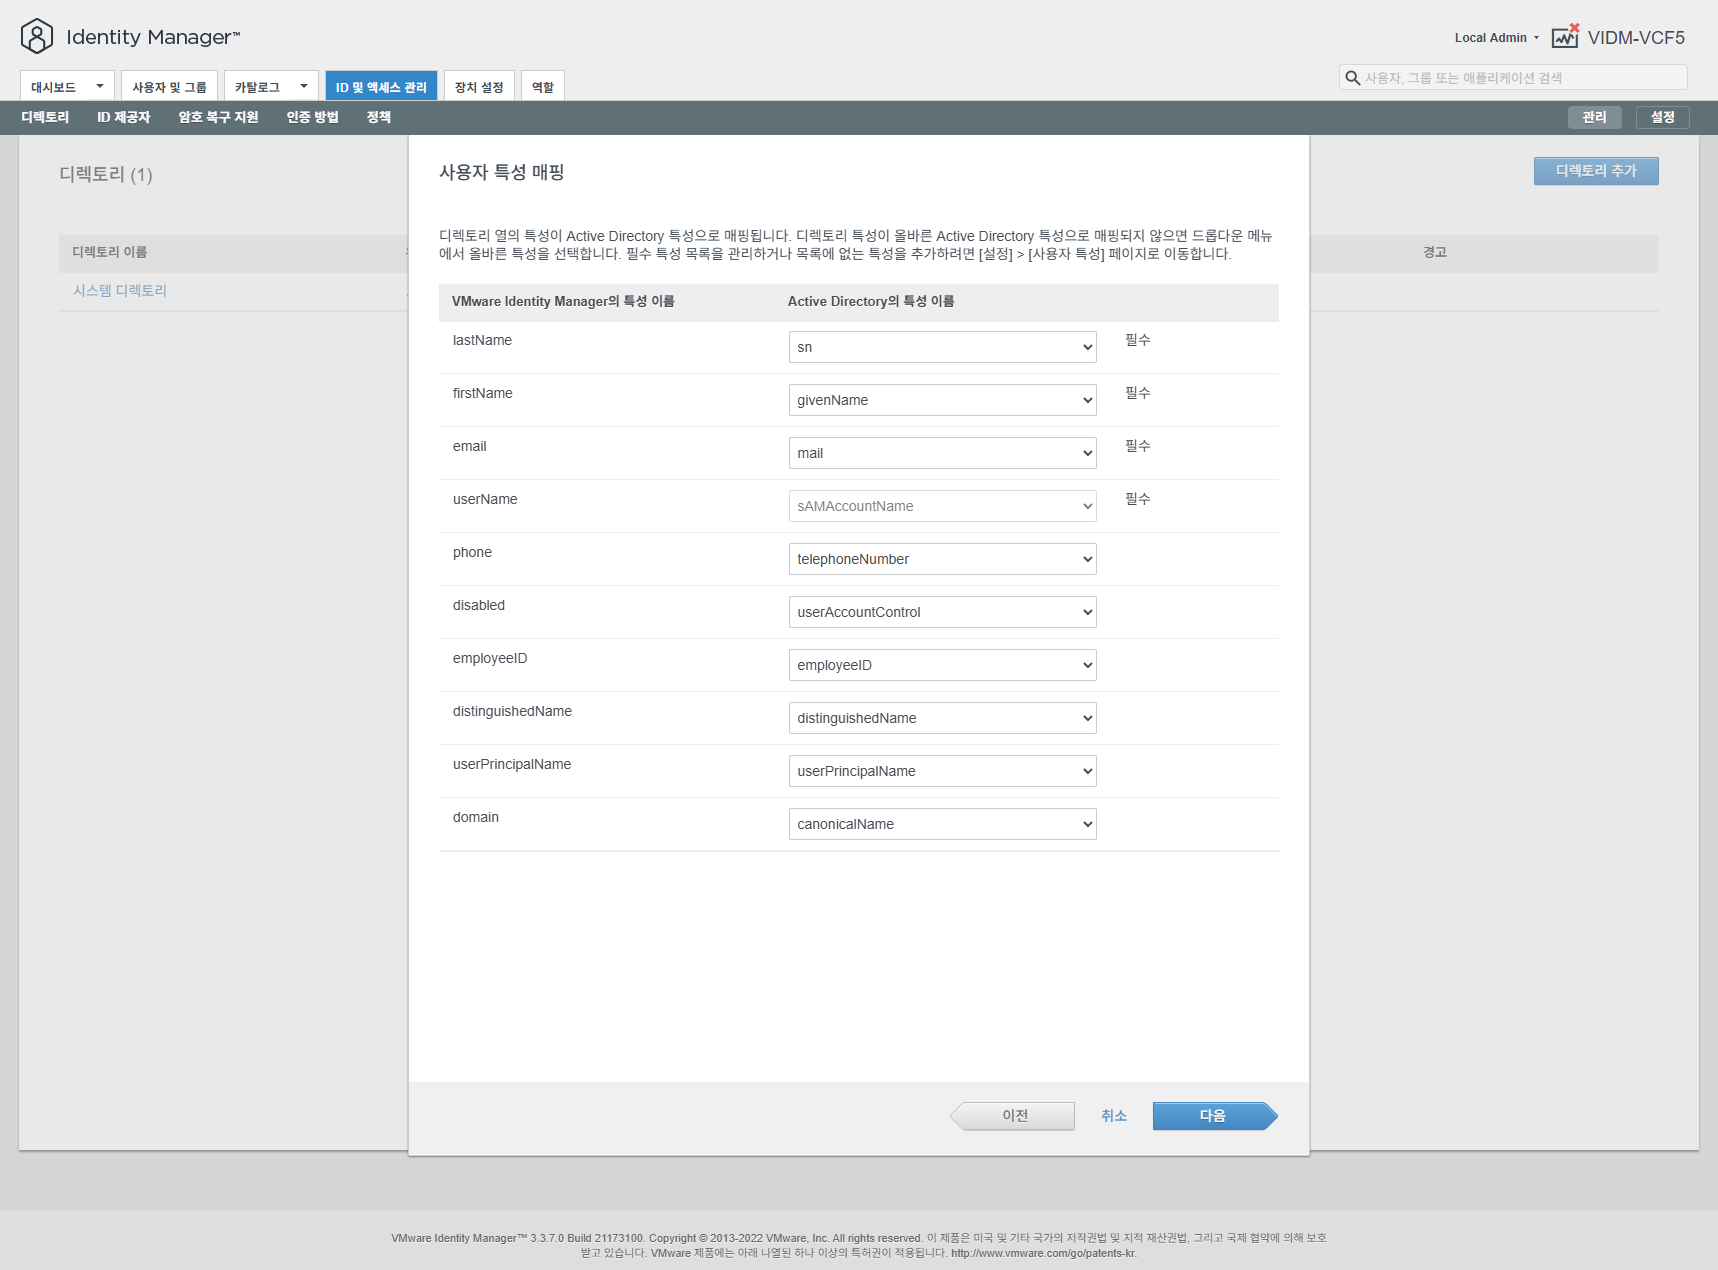 Identity Manager™
Local Admin
VIDM-VCF5
대시보드
사용자 및 그룹
카탈로그
ID 및 액세스 관리
장치 설정
역할
사용자, 그룹 또는 애플리케이션 검색
디렉토리
ID 제공자
암호 복구 지원
인증 방법
정책
관리
설정
디렉토리 (1)
디렉토리 추가
디렉토리 이름
경고
시스템 디렉토리
사용자 특성 매핑
디렉토리 열의 특성이 Active Directory 특성으로 매핑됩니다. 디렉토리 특성이 올바른 Active Directory 특성으로 매핑되지 않으면 드롭다운 메뉴
에서 올바른 특성을 선택합니다. 필수 특성 목록을 관리하거나 목록에 없는 특성을 추가하려면 [설정] > [사용자 특성] 페이지로 이동합니다.
VMware Identity Manager의 특성 이름 Active Directory의 특성 이름
lastName sn 필수
firstName givenName 필수
email mail 필수
userName sAMAccountName 필수
phone telephoneNumber
disabled userAccountControl
employeeID employeeID
distinguishedName distinguishedName
userPrincipalName userPrincipalName
domain canonicalName
이전
취소
다음
VMware Identity Manager™ 3.3.7.0 Build 21173100. Copyright © 2013-2022 VMware, Inc. All rights reserved. 이 제품은 미국 및 기타 국가의 저작권법 및 지적 재산권법, 그리고 국제 협약에 의해 보호
받고 있습니다. VMware 제품에는 아래 나열된 하나 이상의 특허권이 적용됩니다. http://www.vmware.com/go/patents-kr.